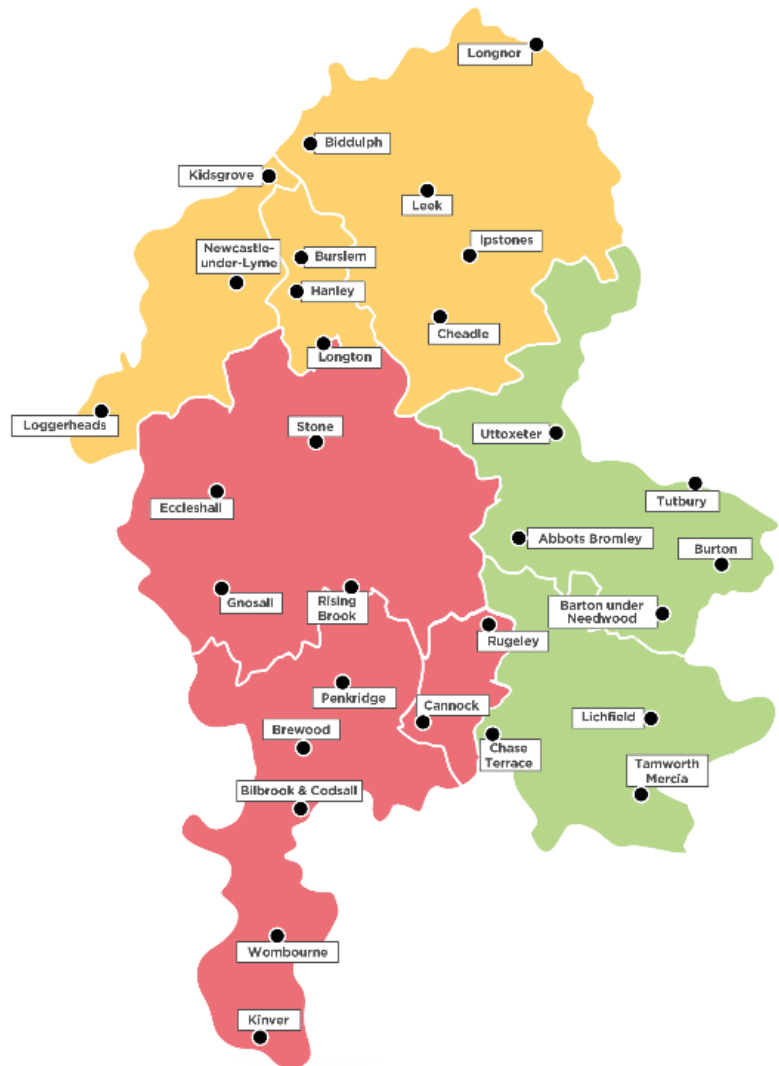 Longnor
Biddulph
Kidsgrove
Leek
Ipstones
Newcastle-
under-Lyme
Burslem
Hanley
Cheadle
Longton
Loggerheads
Stone
Uttoxeter
Eccleshall
Tutbury
Abbots Bromley
Burton
Gnosall
Rising
Brook
Barton under
Needwood
Rugeley
Penkridge
Cannock
Lichfield
Brewood
Chase
Terrace
Tamworth
Mercia
Bilbrook & Codsall
Wombourne
Kinver